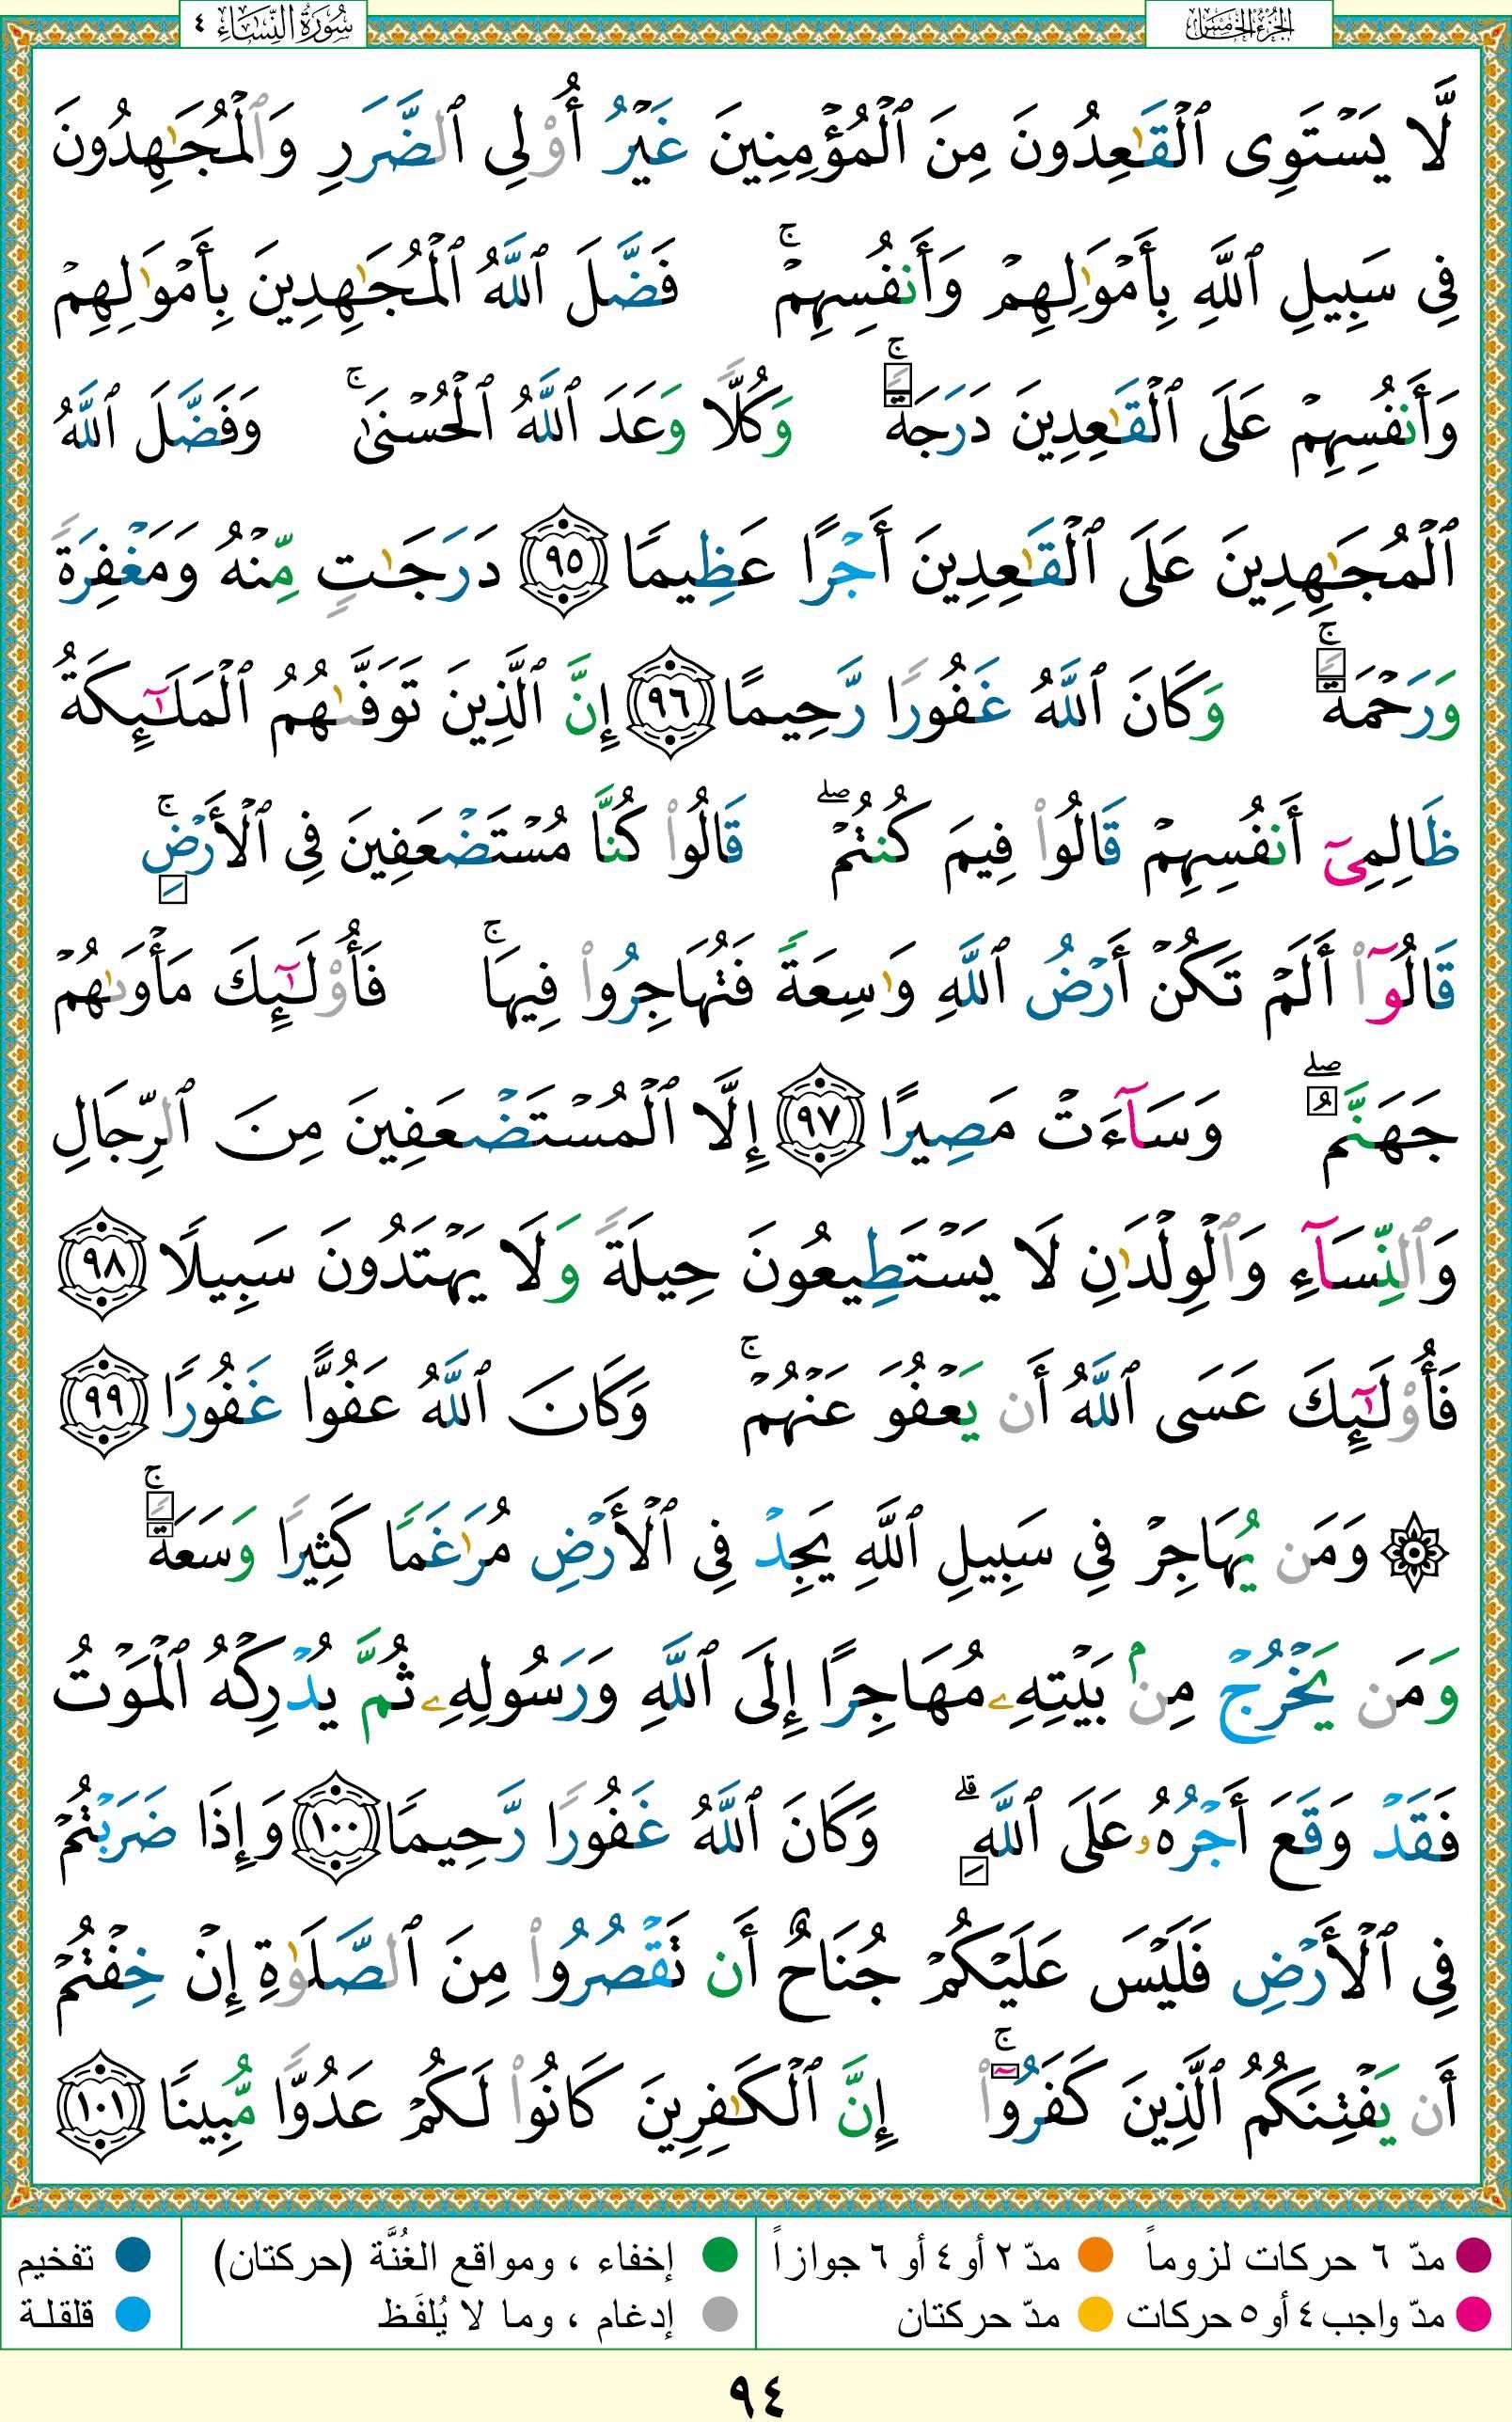 سُورَةُ النِّسَاءِ ٤
الجُزْءُ الخَامِسُ
لَّا يَسْتَوِى ٱلْقَـٰعِدُونَ مِنَ ٱلْمُؤْمِنِينَ غَيْرُ أُو۟لِى ٱلضَّرَرِ وَٱلْمُجَـٰهِدُونَ
فِى سَبِيلِ ٱللَّهِ بِأَمْوَٰلِهِمْ وَأَنفُسِهِمْ ۚ فَضَّلَ ٱللَّهُ ٱلْمُجَـٰهِدِينَ بِأَمْوَٰلِهِمْ
وَأَنفُسِهِمْ عَلَى ٱلْقَـٰعِدِينَ دَرَجَةً ۚ وَكُلًّا وَعَدَ ٱللَّهُ ٱلْحُسْنَىٰ ۚ وَفَضَّلَ ٱللَّهُ
ٱلْمُجَـٰهِدِينَ عَلَى ٱلْقَـٰعِدِينَ أَجْرًا عَظِيمًا ٩٥ دَرَجَـٰتٍ مِّنْهُ وَمَغْفِرَةً
وَرَحْمَةً ۚ وَكَانَ ٱللَّهُ غَفُورًا رَّحِيمًا ٩٦ إِنَّ ٱلَّذِينَ تَوَفَّىٰهُمُ ٱلْمَلَـٰٓئِكَةُ
ظَالِمِىٓ أَنفُسِهِمْ قَالُوا۟ فِيمَ كُنتُمْ ۖ قَالُوا۟ كُنَّا مُسْتَضْعَفِينَ فِى ٱلْأَرْضِ ۚ
قَالُوٓا۟ أَلَمْ تَكُنْ أَرْضُ ٱللَّهِ وَٰسِعَةً فَتُهَاجِرُوا۟ فِيهَا ۚ فَأُو۟لَـٰٓئِكَ مَأْوَىٰهُمْ
جَهَنَّمُ ۖ وَسَآءَتْ مَصِيرًا ٩٧ إِلَّا ٱلْمُسْتَضْعَفِينَ مِنَ ٱلرِّجَالِ
وَٱلنِّسَآءِ وَٱلْوِلْدَٰنِ لَا يَسْتَطِيعُونَ حِيلَةً وَلَا يَهْتَدُونَ سَبِيلًا ٩٨
فَأُو۟لَـٰٓئِكَ عَسَى ٱللَّهُ أَن يَعْفُوَ عَنْهُمْ ۚ وَكَانَ ٱللَّهُ عَفُوًّا غَفُورًا ٩٩
۞ وَمَن يُهَاجِرْ فِى سَبِيلِ ٱللَّهِ يَجِدْ فِى ٱلْأَرْضِ مُرَٰغَمًا كَثِيرًا وَسَعَةً ۚ
وَمَن يَخْرُجْ مِنۢ بَيْتِهِۦ مُهَاجِرًا إِلَى ٱللَّهِ وَرَسُولِهِۦ ثُمَّ يُدْرِكْهُ ٱلْمَوْتُ
فَقَدْ وَقَعَ أَجْرُهُۥ عَلَى ٱللَّهِ ۗ وَكَانَ ٱللَّهُ غَفُورًا رَّحِيمًا ١٠٠ وَإِذَا ضَرَبْتُمْ
فِى ٱلْأَرْضِ فَلَيْسَ عَلَيْكُمْ جُنَاحٌ أَن تَقْصُرُوا۟ مِنَ ٱلصَّلَوٰةِ إِنْ خِفْتُمْ
أَن يَفْتِنَكُمُ ٱلَّذِينَ كَفَرُوٓا۟ ۚ إِنَّ ٱلْكَـٰفِرِينَ كَانُوا۟ لَكُمْ عَدُوًّا مُّبِينًا ١٠١
مدّ ٦ حركات لزوماً مدّ ٢ أو ٤ أو ٦ جوازاً إخفاء ، ومواقع الغُنَّة (حركتان) تفخيم
مدّ واجب ٤ أو ٥ حركات مدّ حركتان إدغام ، وما لا يُلفَظ قلقلة
٩٤